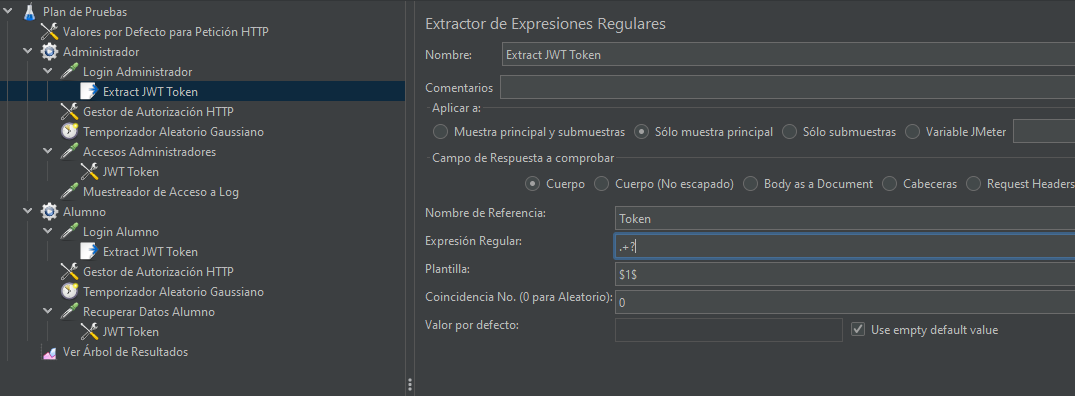 Plan de Pruebas
Valores por Defecto para Petición HTTP
Administrador
Login Administrador
Extract JWT Token
Gestor de Autorización HTTP
Temporizador Aleatorio Gaussiano
Accesos Administradores
JWT Token
Muestreador de Acceso a Log
Alumno
Login Alumno
Extract JWT Token
Gestor de Autorización HTTP
Temporizador Aleatorio Gaussiano
Recuperar Datos Alumno
JWT Token
Ver Árbol de Resultados
Extractor de Expresiones Regulares
Nombre: Extract JWT Token
Comentarios
Aplicar a:
Muestra principal y submuestras Sólo muestra principal Sólo submuestras Variable JMeter
Campo de Respuesta a comprobar
Cuerpo Cuerpo (No escapado) Body as a Document Cabeceras Request Headers
Nombre de Referencia: Token
Expresión Regular: .+?
Plantilla: $1$
Coincidencia No. (0 para Aleatorio): 0
Valor por defecto: Use empty default value